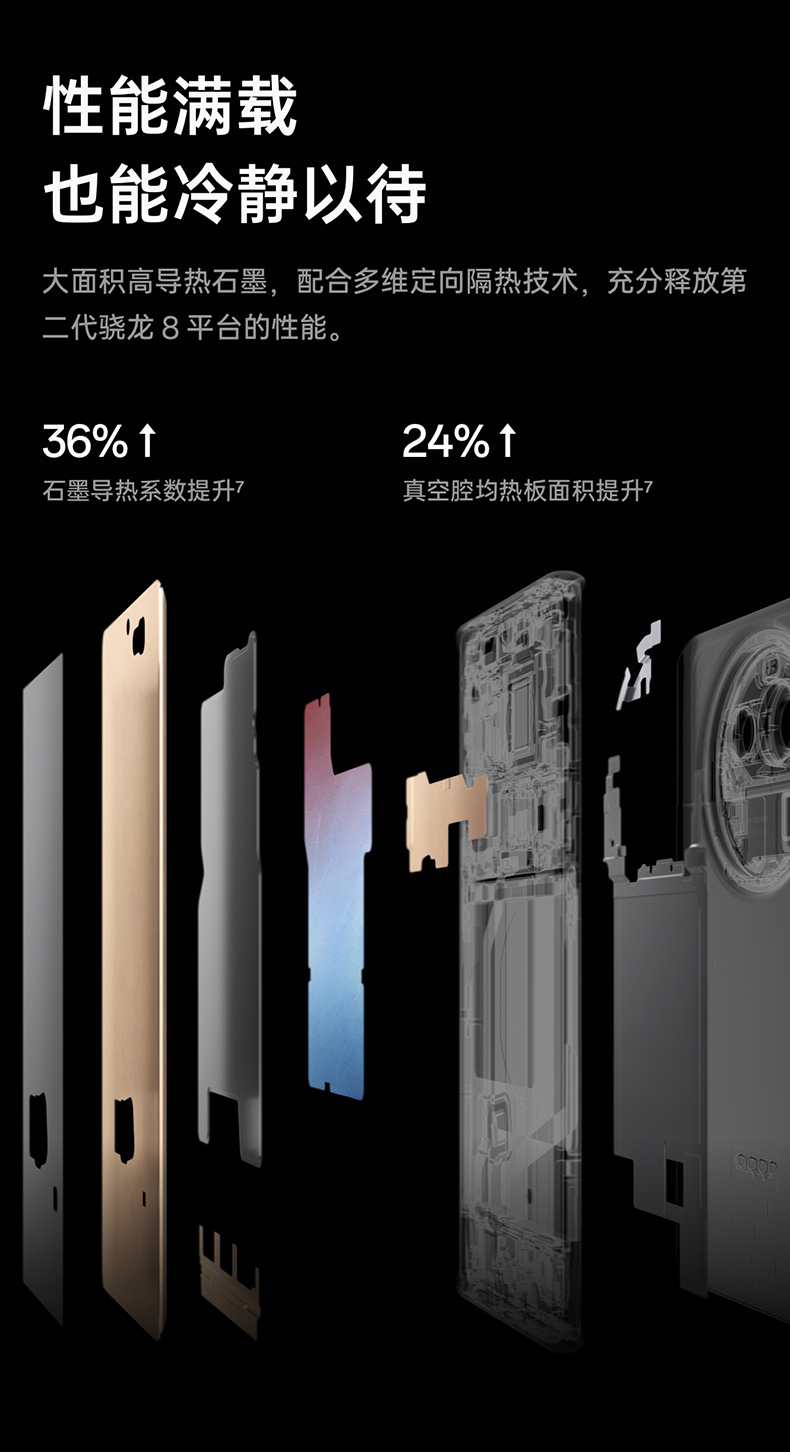 性能满载
也能冷静以待
大面积高导热石墨，配合多维定向隔热技术，充分释放第
二代骁龙 8 平台的性能。
36%↑
24%↑
石墨导热系数提升⁷
真空腔均热板面积提升⁷
oppo